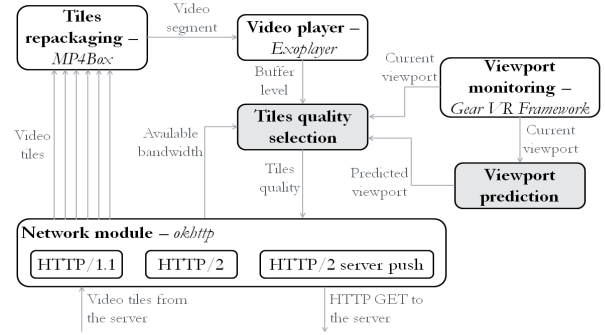 Tiles
repackaging –
MP4Box
Video
segment
Video player –
Exoplayer
Buffer
level
Current
viewport
Viewport
monitoring –
Gear VR Framework
Tiles quality
selection
Available
bandwidth
Video
tiles
Current
viewport
Tiles
quality
Predicted
viewport
Viewport
prediction
Network module – okhttp
HTTP/1.1
HTTP/2
HTTP/2 server push
Video tiles from
the server
HTTP GET to
the server